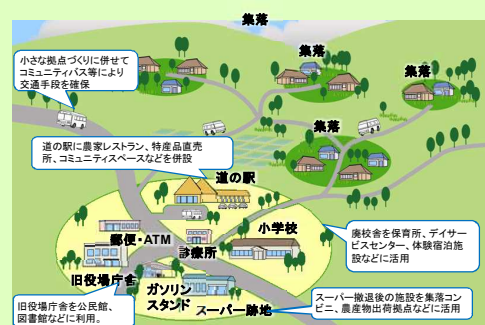 集落
集落
集落
集落
小さな拠点づくりに併せて
コミュニティバス等により
交通手段を確保
道の駅に農家レストラン、特産品直売
所、コミュニティスペースなどを併設
道の駅
郵便・ATM
診療所
小学校
旧役場庁舎
ガソリン
スタンド
スーパー跡地
廃校舎を保育所、デイサー
ビスセンター、体験宿泊施
設などに活用
旧役場庁舎を公民館、
図書館などに利用。
スーパー撤退後の施設を集落コン
ビニ、農産物出荷拠点などに活用